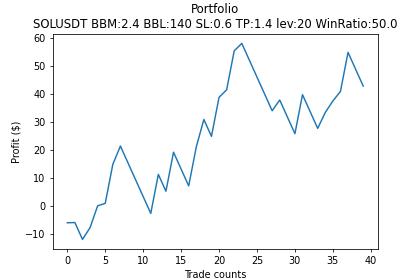 Portfolio
SOLUSDT BBM:2.4 BBL:140 SL:0.6 TP:1.4 lev:20 WinRatio:50.0
60
50
40
30
20
10
0
−10
Profit ($)
0 5 10 15 20 25 30 35 40
Trade counts